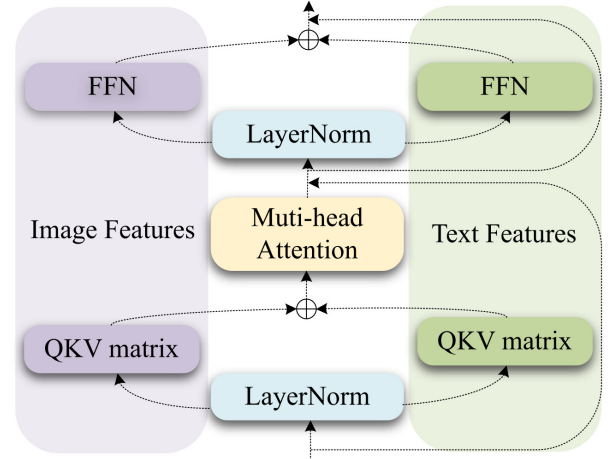 FFN
FFN
LayerNorm
Image Features
Muti-head
Attention
Text Features
QKV matrix
QKV matrix
LayerNorm